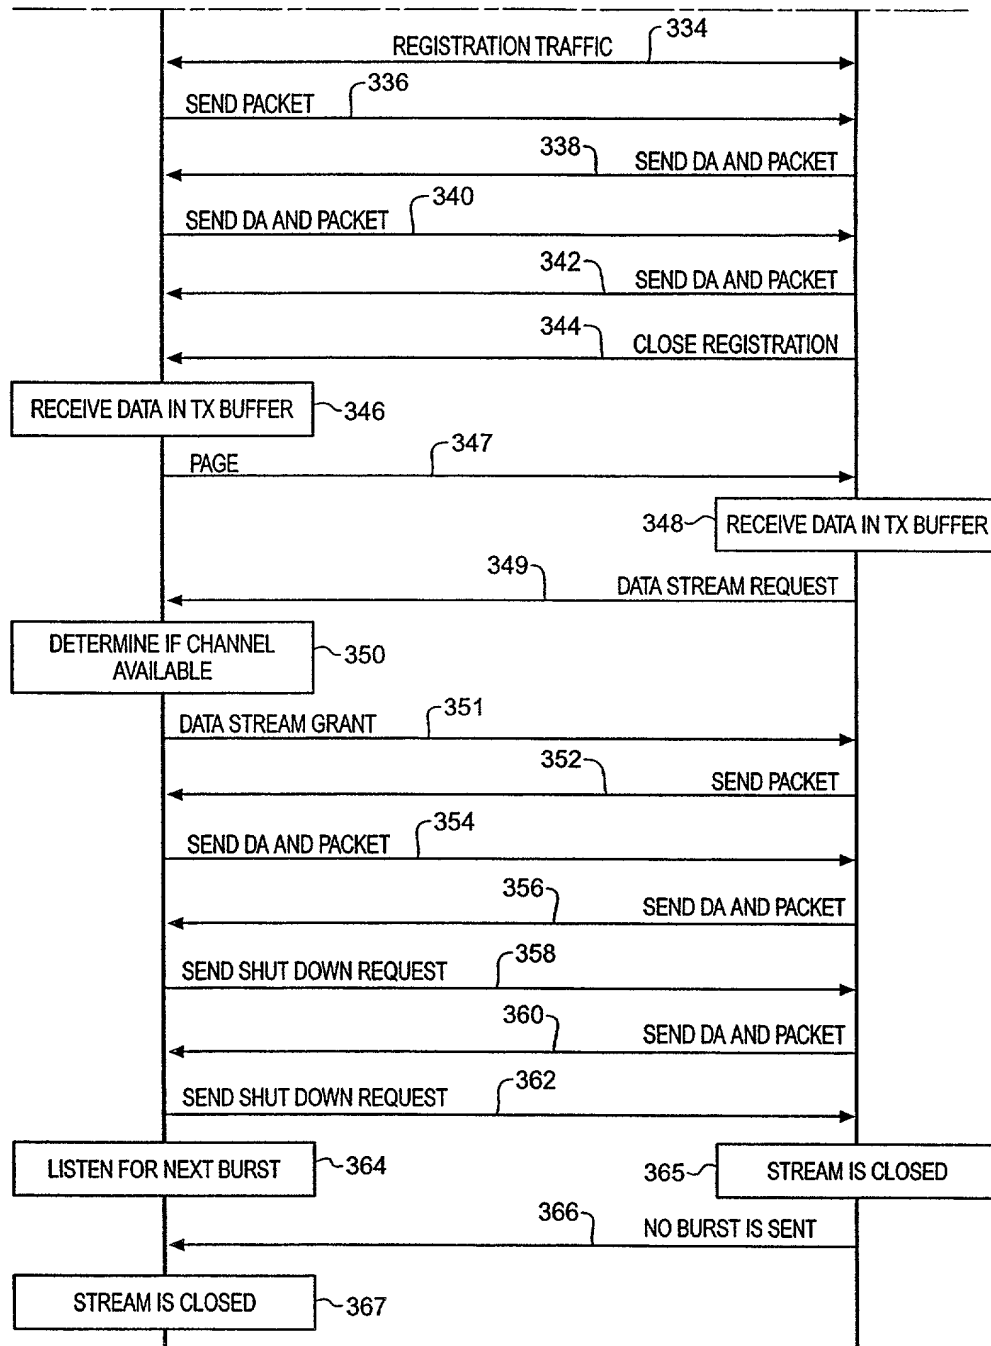 REGISTRATION TRAFFIC
334
SEND PACKET
336
338
SEND DA AND PACKET
SEND DA AND PACKET
340
342
SEND DA AND PACKET
344
CLOSE REGISTRATION
RECEIVE DATA IN TX BUFFER
346
PAGE
347
348
RECEIVE DATA IN TX BUFFER
349
DATA STREAM REQUEST
DETERMINE IF CHANNEL
AVAILABLE
350
DATA STREAM GRANT
351
352
SEND PACKET
SEND DA AND PACKET
354
356
SEND DA AND PACKET
SEND SHUT DOWN REQUEST
358
360
SEND DA AND PACKET
SEND SHUT DOWN REQUEST
362
LISTEN FOR NEXT BURST
364
365
STREAM IS CLOSED
366
NO BURST IS SENT
STREAM IS CLOSED
367